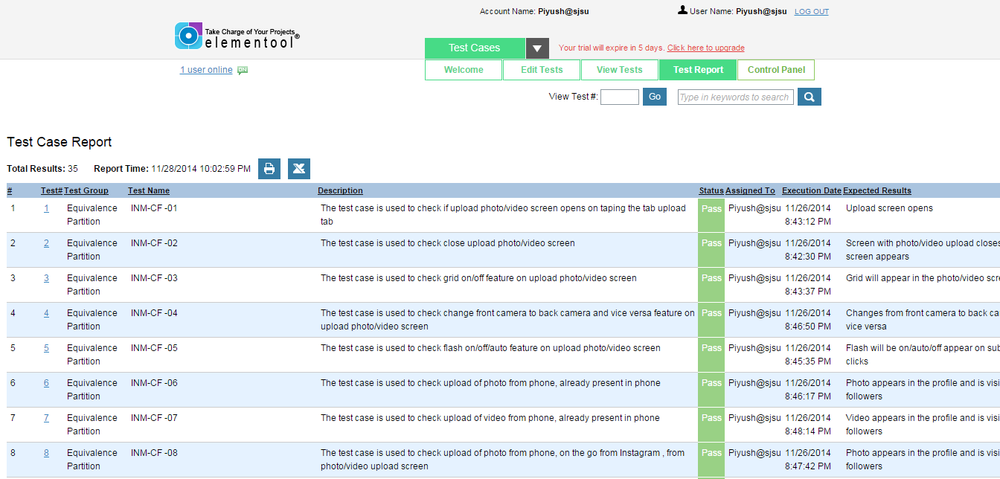 Account Name: Piyush@sjsu User Name: Piyush@sjsu LOG OUT
Take Charge of Your Projects
elementool®
Test Cases Your trial will expire in 5 days. Click here to upgrade
1 user online ON Welcome Edit Tests View Tests Test Report Control Panel
View Test #: Go Type in keywords to search
Test Case Report
Total Results: 35 Report Time: 11/28/2014 10:02:59 PM
# Test# Test Group Test Name Description Status Assigned To Execution Date Expected Results
1 1 Equivalence INM-CF -01 The test case is used to check if upload photo/video screen opens on taping the tab upload Pass Piyush@sjsu 11/26/2014 Upload screen opens
Partition tab 8:43:12 PM
2 2 Equivalence INM-CF -02 The test case is used to check close upload photo/video screen Pass Piyush@sjsu 11/26/2014 Screen with photo/video upload closes
Partition 8:42:30 PM screen appears
3 3 Equivalence INM-CF -03 The test case is used to check grid on/off feature on upload photo/video screen Pass Piyush@sjsu 11/26/2014 Grid will appear in the photo/video scre
Partition 8:43:37 PM
4 4 Equivalence INM-CF -04 The test case is used to check change front camera to back camera and vice versa feature on Pass Piyush@sjsu 11/26/2014 Changes from front camera to back ca
Partition upload photo/video screen 8:46:50 PM vice versa
5 5 Equivalence INM-CF -05 The test case is used to check flash on/off/auto feature on upload photo/video screen Pass Piyush@sjsu 11/26/2014 Flash will be on/auto/off appear on sub
Partition 8:45:35 PM clicks
6 6 Equivalence INM-CF -06 The test case is used to check upload of photo from phone, already present in phone Pass Piyush@sjsu 11/26/2014 Photo appears in the profile and is visi
Partition 8:46:17 PM followers
7 7 Equivalence INM-CF -07 The test case is used to check upload of video from phone, already present in phone Pass Piyush@sjsu 11/26/2014 Video appears in the profile and is visi
Partition 8:48:14 PM followers
8 8 Equivalence INM-CF -08 The test case is used to check upload of photo from phone, on the go from Instagram , from Pass Piyush@sjsu 11/26/2014 Photo appears in the profile and is visi
Partition photo/video upload screen 8:47:42 PM followers